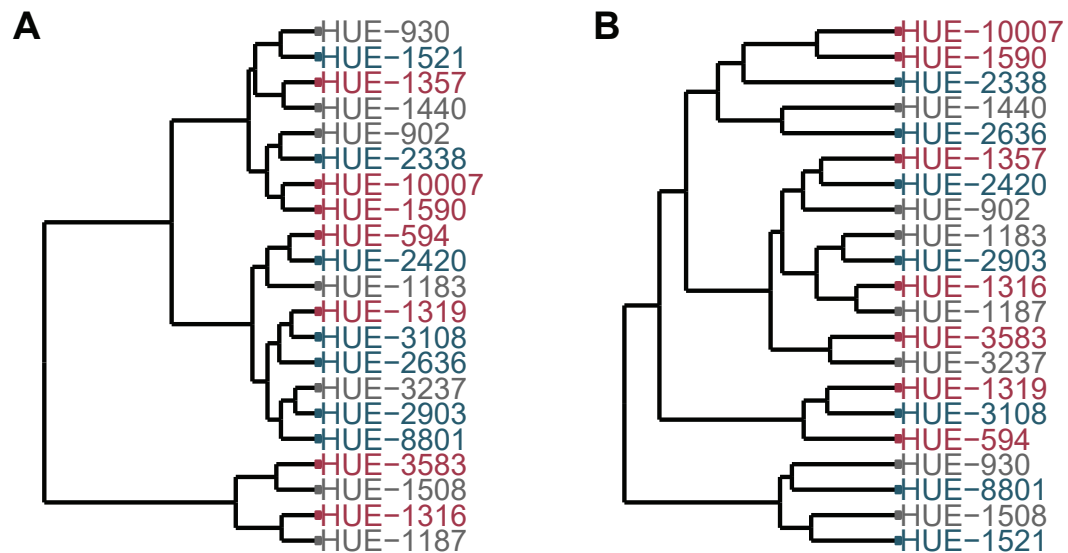 A
HUE-930
HUE-1521
HUE-1357
HUE-1440
HUE-902
HUE-2338
HUE-10007
HUE-1590
HUE-594
HUE-2420
HUE-1183
HUE-1319
HUE-3108
HUE-2636
HUE-3237
HUE-2903
HUE-8801
HUE-3583
HUE-1508
HUE-1316
HUE-1187
B
HUE-10007
HUE-1590
HUE-2338
HUE-1440
HUE-2636
HUE-1357
HUE-2420
HUE-902
HUE-1183
HUE-2903
HUE-1316
HUE-1187
HUE-3583
HUE-3237
HUE-1319
HUE-3108
HUE-594
HUE-930
HUE-8801
HUE-1508
HUE-1521